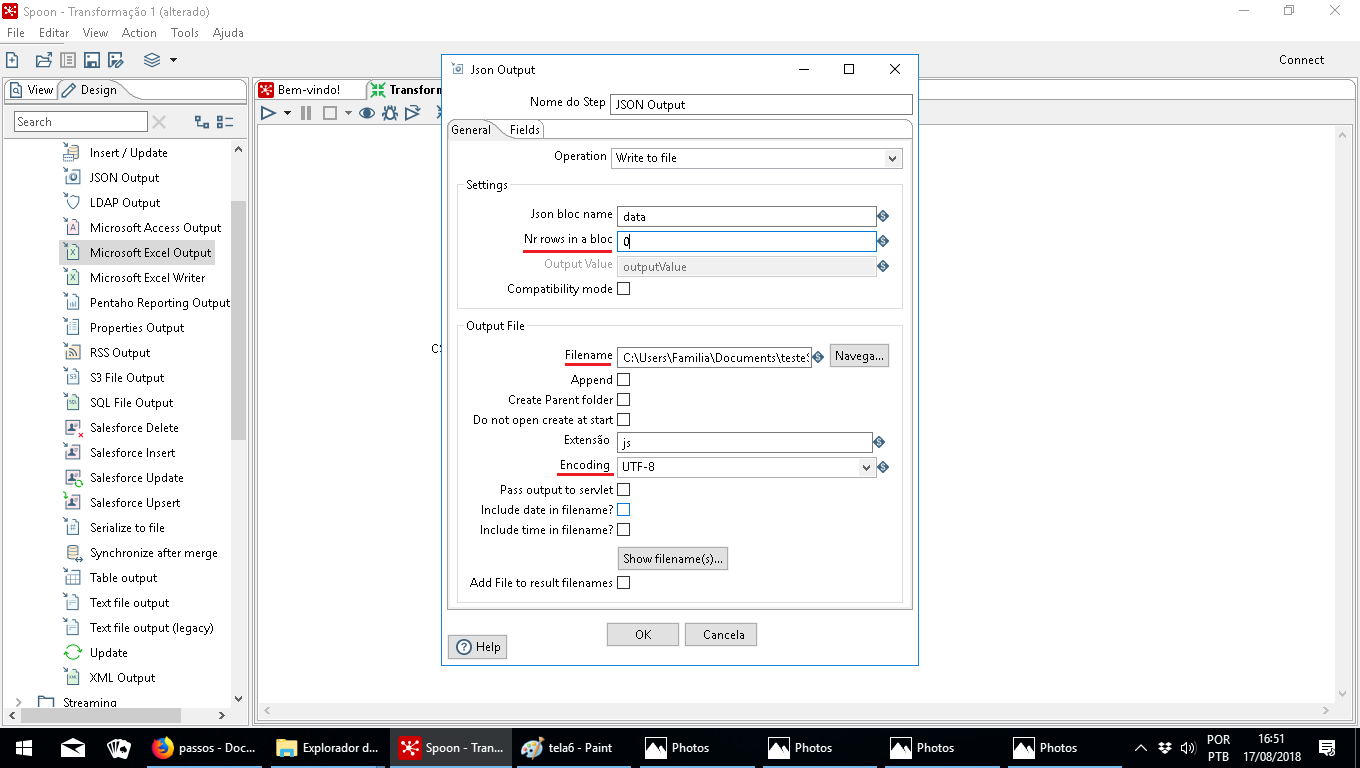 Spoon - Transformação 1 (alterado)
File Editar View Action Tools Ajuda
Connect
View Design
Search
Insert / Update
JSON Output
LDAP Output
Microsoft Access Output
Microsoft Excel Output
Microsoft Excel Writer
Pentaho Reporting Output
Properties Output
RSS Output
S3 File Output
SQL File Output
Salesforce Delete
Salesforce Insert
Salesforce Update
Salesforce Upsert
Serialize to file
Synchronize after merge
Table output
Text file output
Text file output (legacy)
Update
XML Output
Streaming
Bem-vindo! Transform
Json Output
Nome do Step JSON Output
General Fields
Operation Write to file
Settings
Json bloc name data
Nr rows in a bloc 0
Output Value outputValue
Compatibility mode
Output File
Filename C:\Users\Familia\Documents\teste Navega...
Append
Create Parent folder
Do not open create at start
Extensão js
Encoding UTF-8
Pass output to servlet
Include date in filename?
Include time in filename?
Show filename(s)...
Add File to result filenames
OK Cancela
Help
passos - Doc... Explorador d... Spoon - Tran... tela6 - Paint Photos Photos Photos Photos
POR
PTB
16:51
17/08/2018